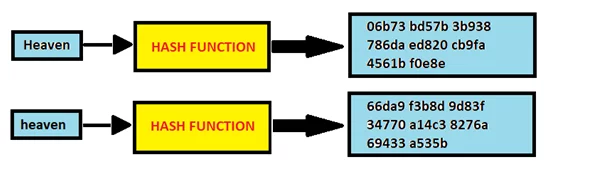 Heaven
HASH FUNCTION
06b73 bd57b 3b938
786da ed820 cb9fa
4561b f0e8e
heaven
HASH FUNCTION
66da9 f3b8d 9d83f
34770 a14c3 8276a
69433 a535b